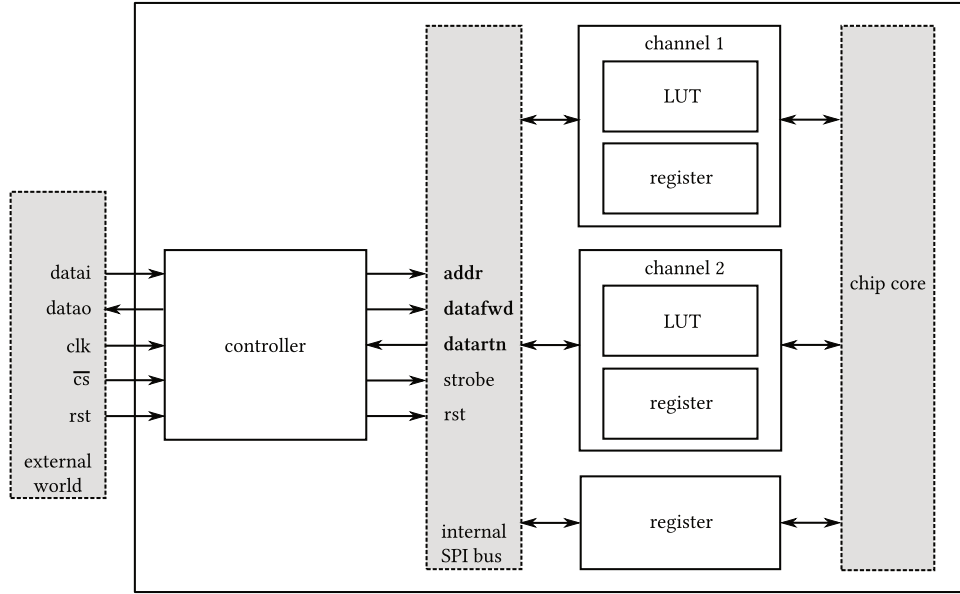 datai
datao
clk
cs
rst
external
world
controller
addr
datafwd
datartn
strobe
rst
internal
SPI bus
channel 1
LUT
register
channel 2
LUT
register
register
chip core